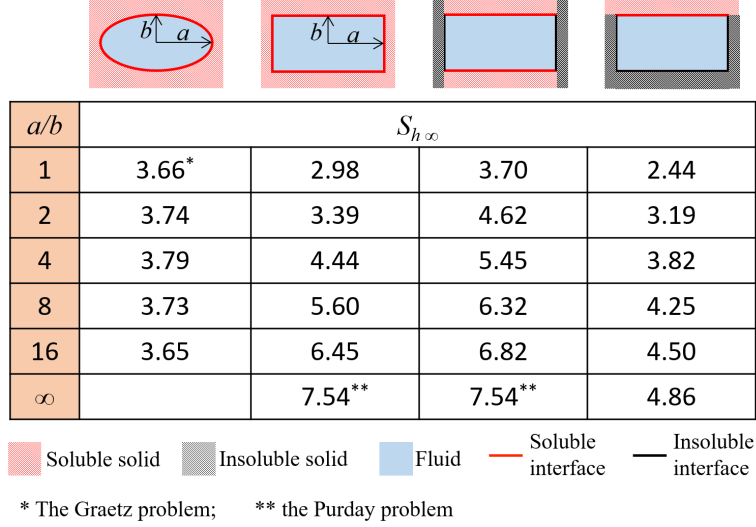 b a b a
a/b S_h∞
1 3.66* 2.98 3.70 2.44
2 3.74 3.39 4.62 3.19
4 3.79 4.44 5.45 3.82
8 3.73 5.60 6.32 4.25
16 3.65 6.45 6.82 4.50
∞ 7.54** 7.54** 4.86
Soluble solid Insoluble solid Fluid Soluble interface Insoluble interface
* The Graetz problem; ** the Purday problem